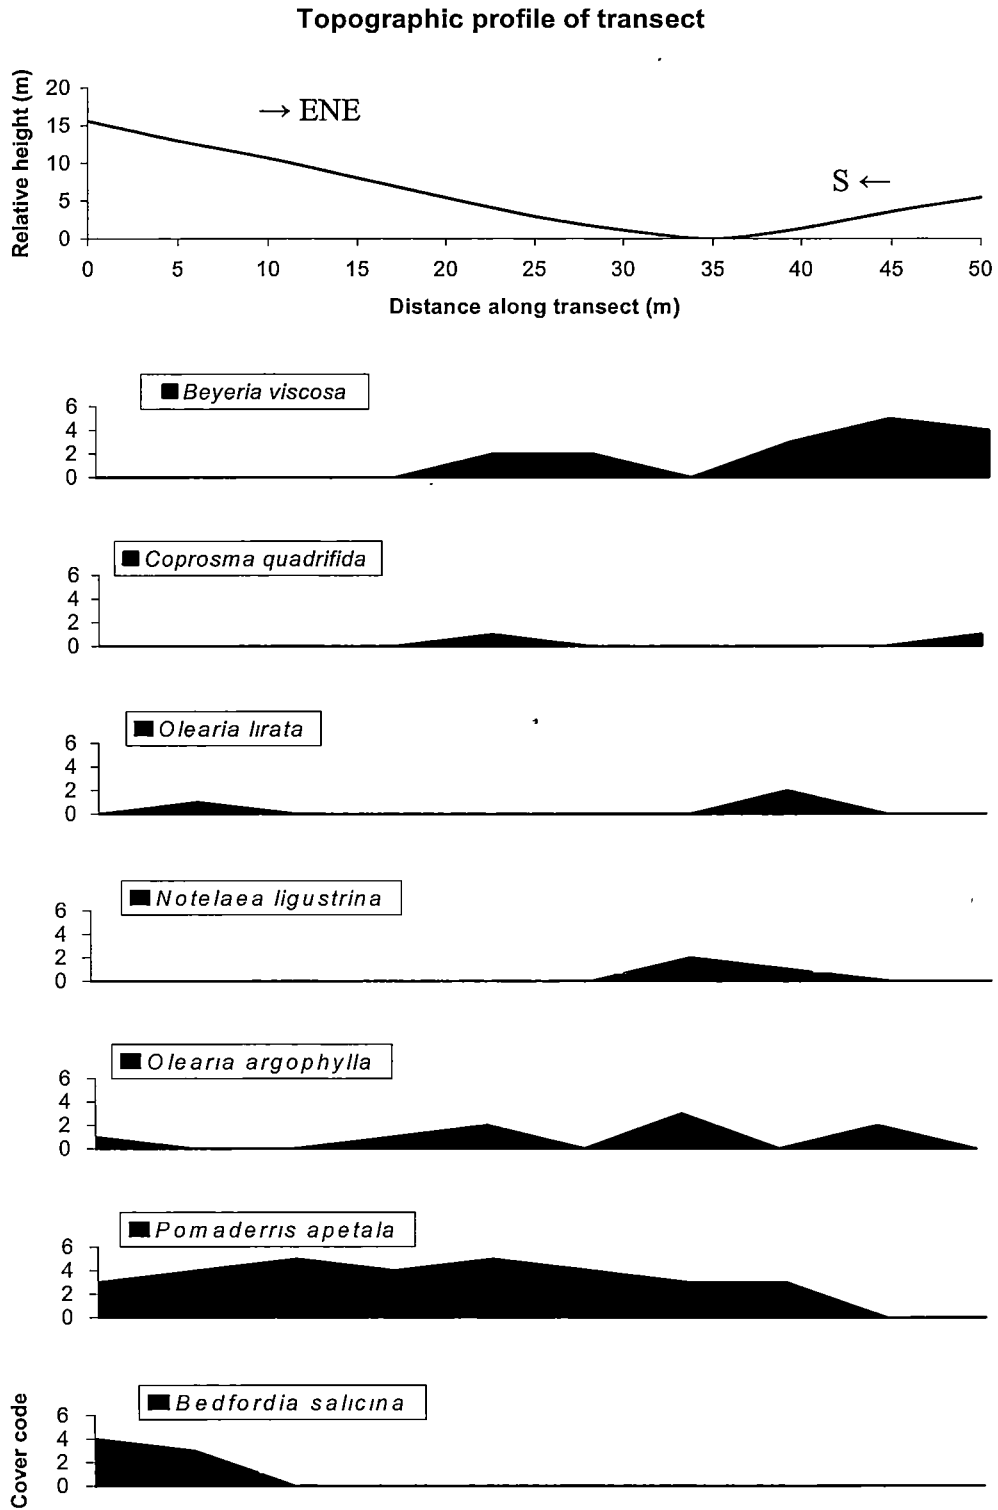 Topographic profile of transect
Relative height (m)
20
15
10
5
0
→ ENE
S ←
0 5 10 15 20 25 30 35 40 45 50
Distance along transect (m)
Beyeria viscosa
6
4
2
0
Coprosma quadrifida
6
4
2
0
Olearia lirata
6
4
2
0
Notelaea ligustrina
6
4
2
0
Olearia argophylla
6
4
2
0
Pomaderris apetala
6
4
2
0
Bedfordia salicina
Cover code
6
4
2
0